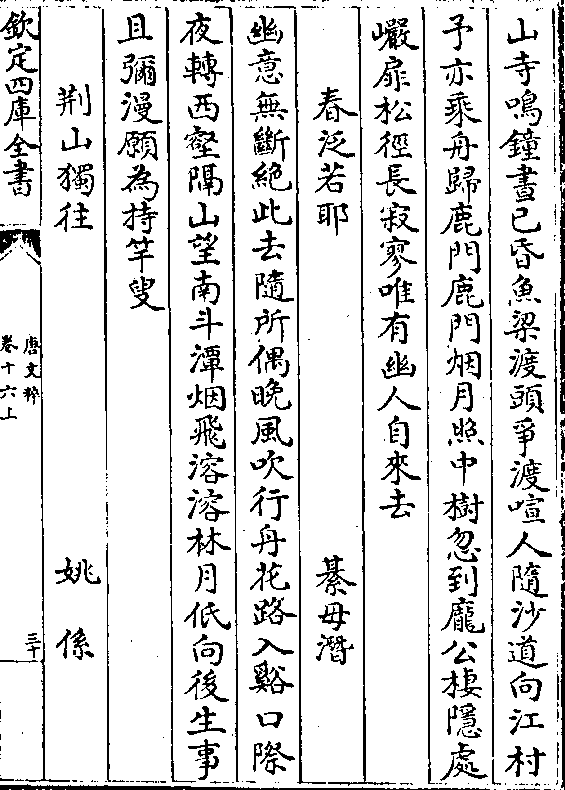 山寺鳴鐘晝已昏魚梁渡頭爭渡喧人隨沙道向江村
予亦乘舟歸鹿門鹿門烟月照中樹忽到龐公棲隱處
巖扉松徑長寂寥唯有幽人自來去
春泛若耶 綦毋潛
幽意無斷絶此去隨所偶晚風吹行舟花路入谿口際
夜轉西壑隔山望南斗潭烟飛溶溶林月低向後生事
且彌漫願為持竿叟
荆山獨往 姚係
欽定四庫全書
唐文粹
卷十六上
三十